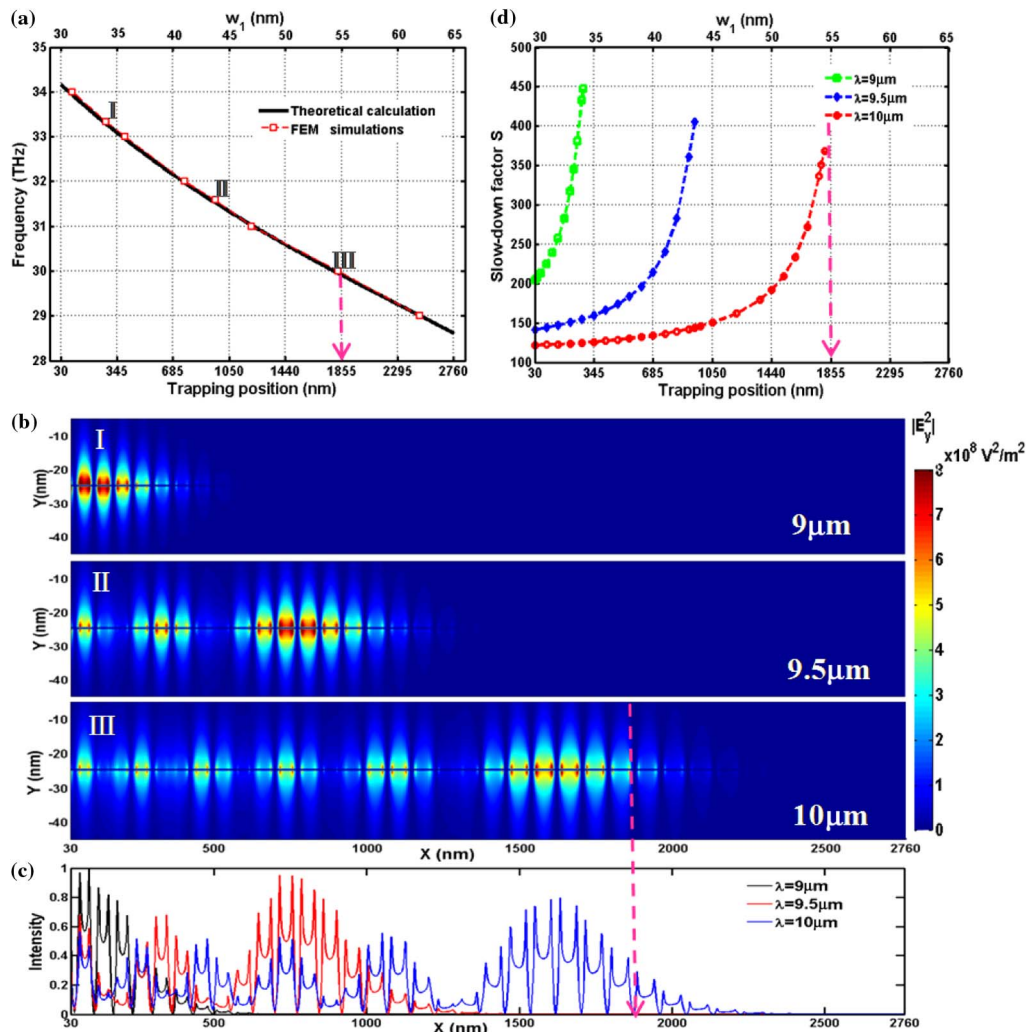 (a)
w1 (nm)
30 35 40 45 50 55 60 65
35
34
33
32
31
30
29
28
Frequency (THz)
I
II
III
Theoretical calculation
FEM simulations
30 345 685 1050 1440 1855 2295 2760
Trapping position (nm)
(d)
w1 (nm)
30 35 40 45 50 55 60 65
500
450
400
350
300
250
200
150
100
Slow-down factor S
λ=9μm
λ=9.5μm
λ=10μm
30 345 685 1050 1440 1855 2295 2760
Trapping position (nm)
(b)
I
-10
-20
-30
-40
Y(nm)
9μm
II
-10
-20
-30
-40
Y (nm)
9.5μm
III
-10
-20
-30
-40
Y (nm)
10μm
30 500 1000 1500 2000 2500 2760
X (nm)
|E_y^2|
×10^8 V^2/m^2
8
7
6
5
4
3
2
1
0
(c)
1
0.8
0.6
0.4
0.2
0
Intensity
λ=9μm
λ=9.5μm
λ=10μm
30 500 1000 1500 2000 2500 2760
X (nm)